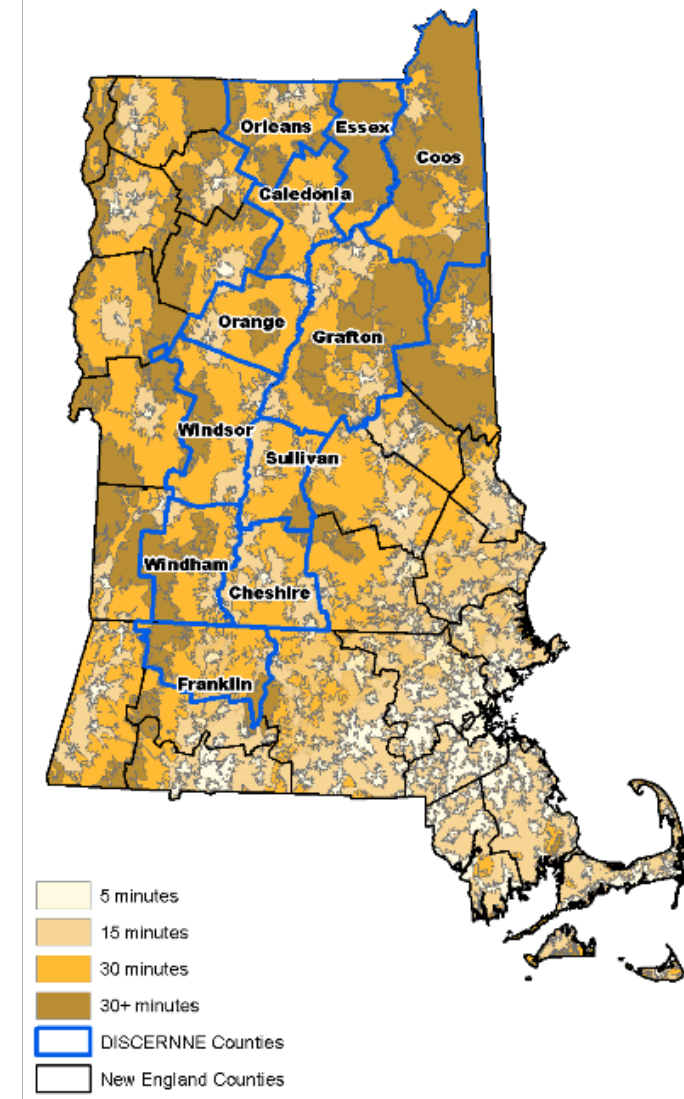 Orleans
Essex
Coos
Caledonia
Orange
Grafton
Windsor
Sullivan
Windham
Cheshire
Franklin
5 minutes
15 minutes
30 minutes
30+ minutes
DISCERNNE Counties
New England Counties